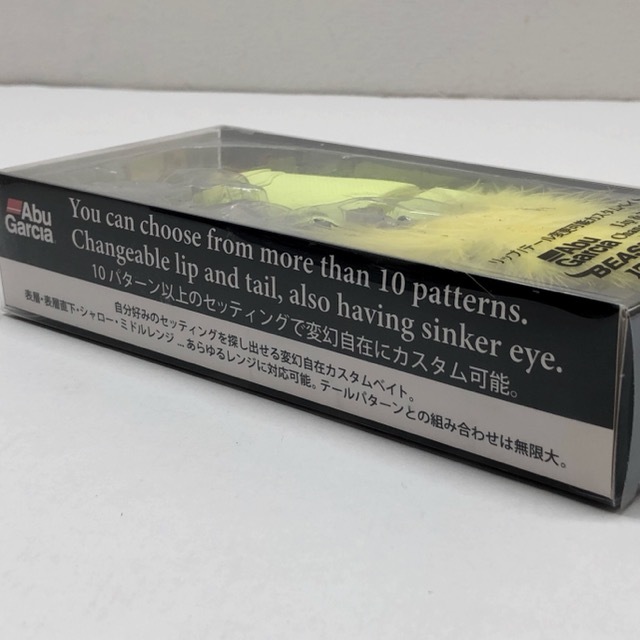 Abu
Garcia
You can choose from more than 10 patterns.
Changeable lip and tail, also having sinker eye.
10 パターン以上のセッティングで変幻自在にカスタム可能。
自分好みのセッティングを探し出せる変幻自在カスタムベイト。
表層・表層直下・シャロー・ミドルレンジ ... あらゆるレンジに対応可能。テールパターンとの組み合わせは無限大。
Abu
Garcia